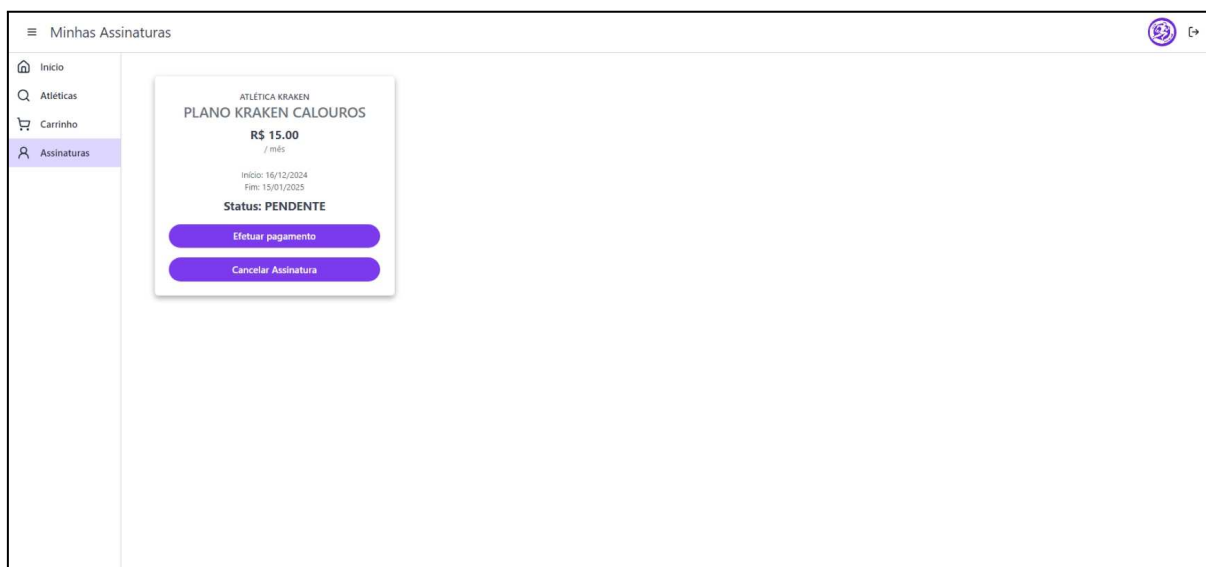 Minhas Assinaturas
Início
Atléticas
Carrinho
Assinaturas
ATLÉTICA KRAKEN
PLANO KRAKEN CALOUROS
R$ 15.00
/ mês
Início: 16/12/2024
Fim: 15/01/2025
Status: PENDENTE
Efetuar pagamento
Cancelar Assinatura